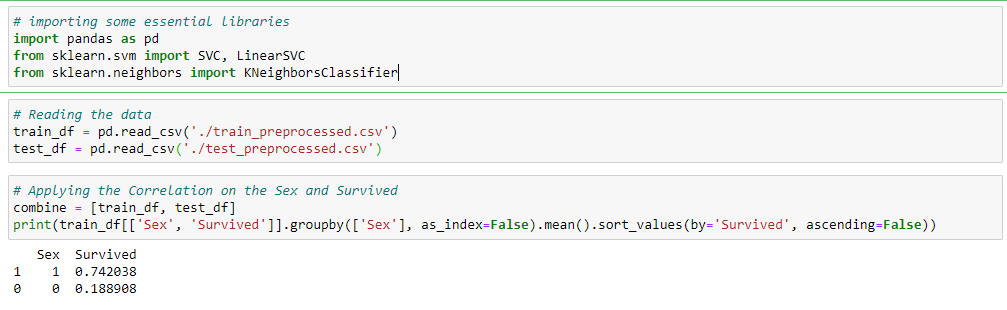 # importing some essential libraries
import pandas as pd
from sklearn.svm import SVC, LinearSVC
from sklearn.neighbors import KNeighborsClassifier
# Reading the data
train_df = pd.read_csv('./train_preprocessed.csv')
test_df = pd.read_csv('./test_preprocessed.csv')
# Applying the Correlation on the Sex and Survived
combine = [train_df, test_df]
print(train_df[['Sex', 'Survived']].groupby(['Sex'], as_index=False).mean().sort_values(by='Survived', ascending=False))
Sex Survived
1 1 0.742038
0 0 0.188908